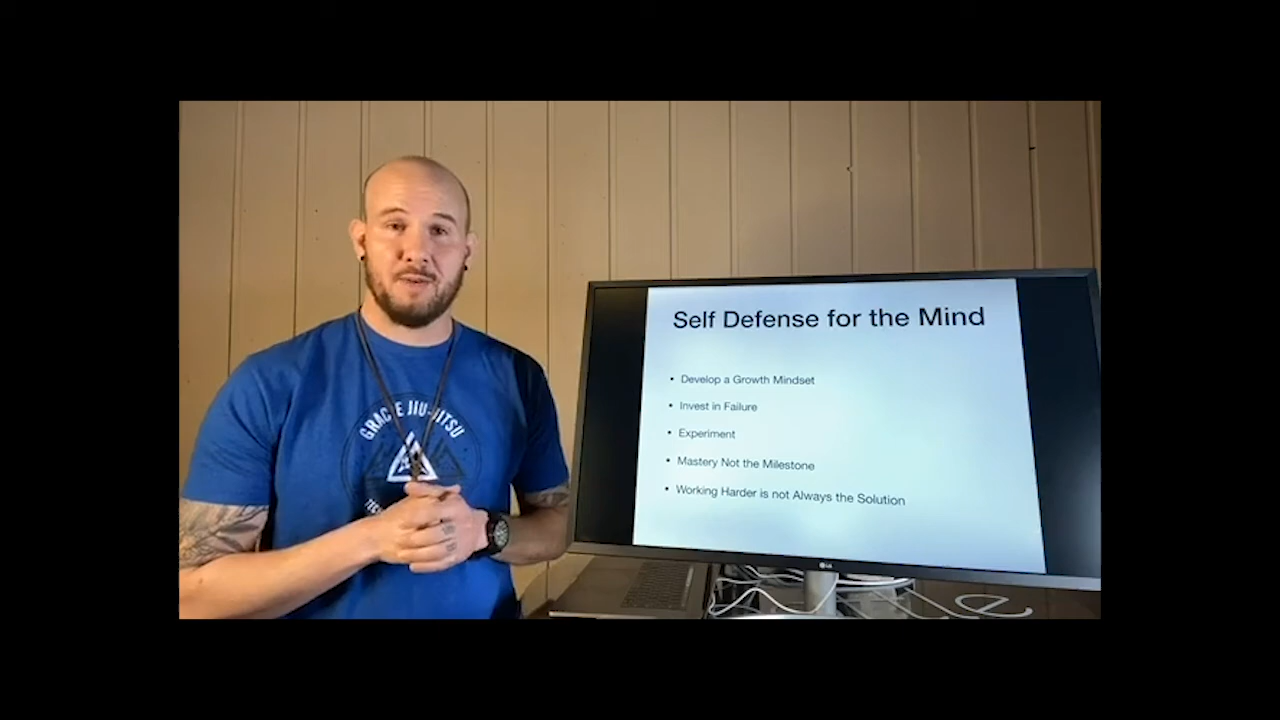 GRACIE JIU-JITSU
Self Defense for the Mind
• Develop a Growth Mindset
• Invest in Failure
• Experiment
• Mastery Not the Milestone
• Working Harder is not Always the Solution
LG